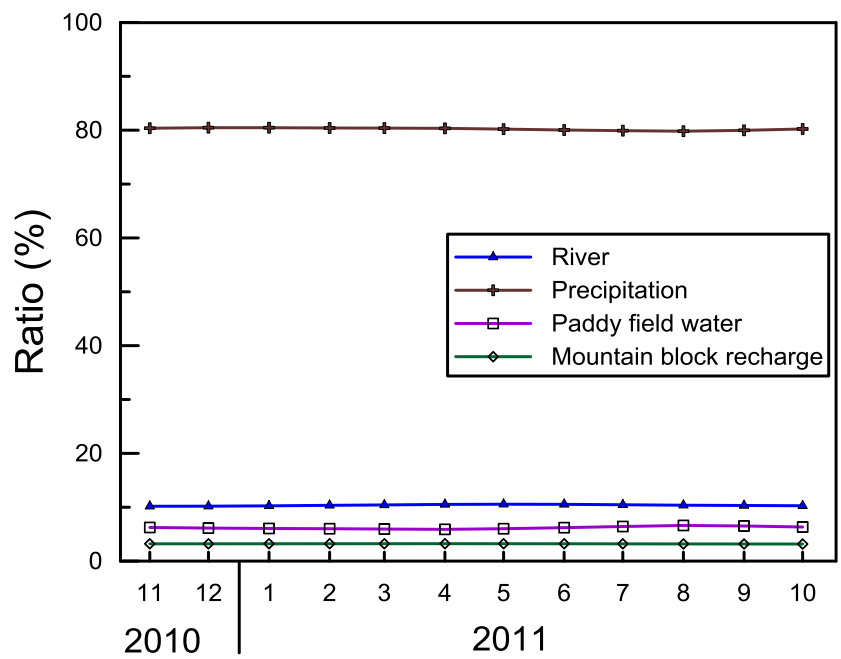 100
80
60
40
20
0
Ratio (%)
River
Precipitation
Paddy field water
Mountain block recharge
11 12 1 2 3 4 5 6 7 8 9 10
2010 2011